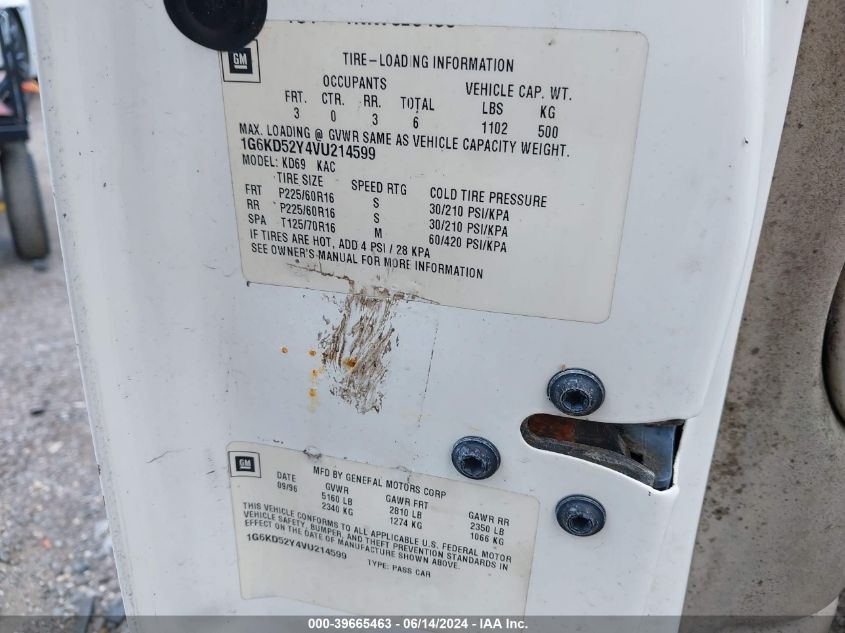 GM
TIRE-LOADING INFORMATION
OCCUPANTS VEHICLE CAP. WT.
FRT. CTR. RR. TOTAL LBS KG
3 0 3 6 1102 500
MAX. LOADING @ GVWR SAME AS VEHICLE CAPACITY WEIGHT.
1G6KD52Y4VU214599
MODEL: KD69 KAC
TIRE SIZE SPEED RTG COLD TIRE PRESSURE
FRT P225/60R16 S 30/210 PSI/KPA
RR P225/60R16 S 30/210 PSI/KPA
SPA T125/70R16 M 60/420 PSI/KPA
IF TIRES ARE HOT, ADD 4 PSI / 28 KPA
SEE OWNER'S MANUAL FOR MORE INFORMATION
GM
MFD BY GENERAL MOTORS CORP
DATE GVWR GAWR FRT GAWR RR
09/96 5160 LB 2810 LB 2350 LB
2340 KG 1274 KG 1066 KG
THIS VEHICLE CONFORMS TO ALL APPLICABLE U.S. FEDERAL MOTOR
VEHICLE SAFETY, BUMPER, AND THEFT PREVENTION STANDARDS IN
EFFECT ON THE DATE OF MANUFACTURE SHOWN ABOVE.
1G6KD52Y4VU214599
TYPE: PASS CAR
000-39665463 - 06/14/2024 - IAA Inc.